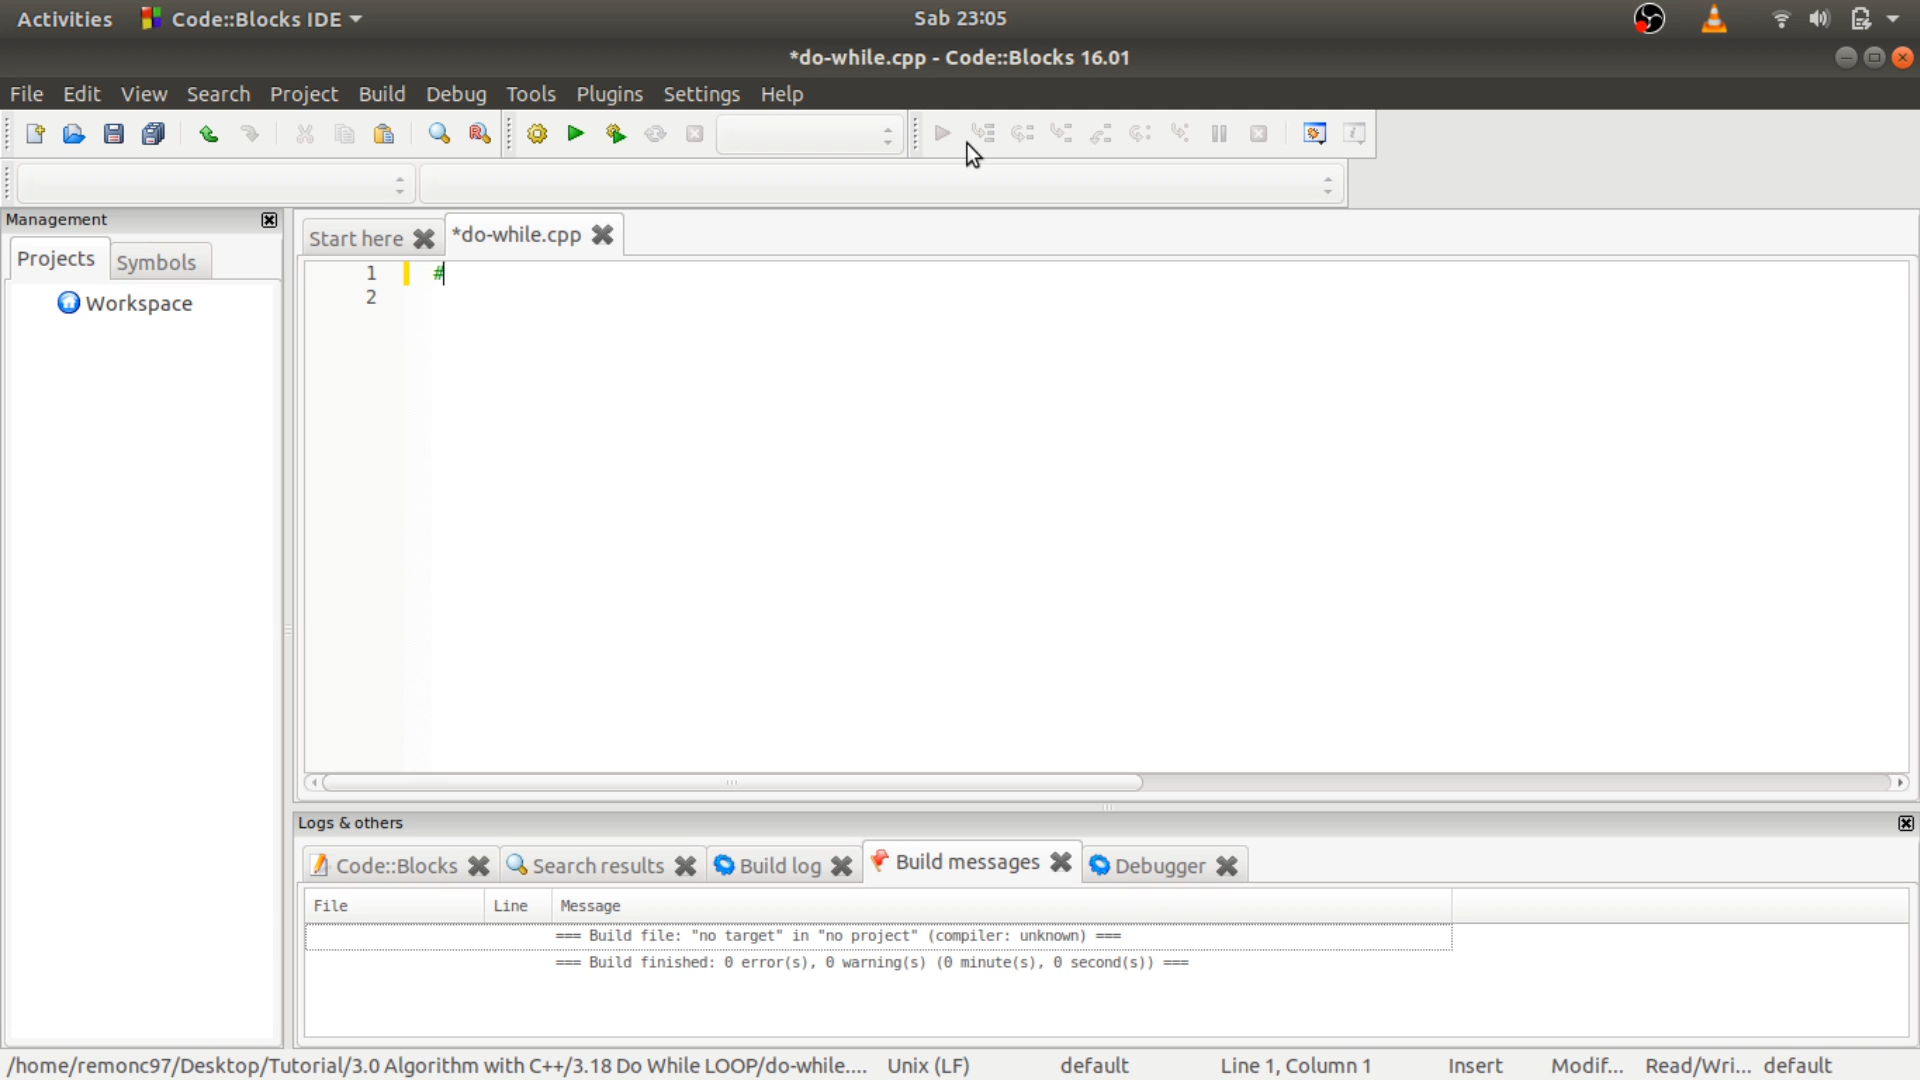 Activities Code::Blocks IDE Sab 23:05
*do-while.cpp - Code::Blocks 16.01
File Edit View Search Project Build Debug Tools Plugins Settings Help
Management
Projects Symbols
Workspace
Start here *do-while.cpp
1 #
2
Logs & others
Code::Blocks Search results Build log Build messages Debugger
File Line Message
=== Build file: "no target" in "no project" (compiler: unknown) ===
=== Build finished: 0 error(s), 0 warning(s) (0 minute(s), 0 second(s)) ===
/home/remonc97/Desktop/Tutorial/3.0 Algorithm with C++/3.18 Do While LOOP/do-while.... Unix (LF) default Line 1, Column 1 Insert Modif... Read/Wri... default